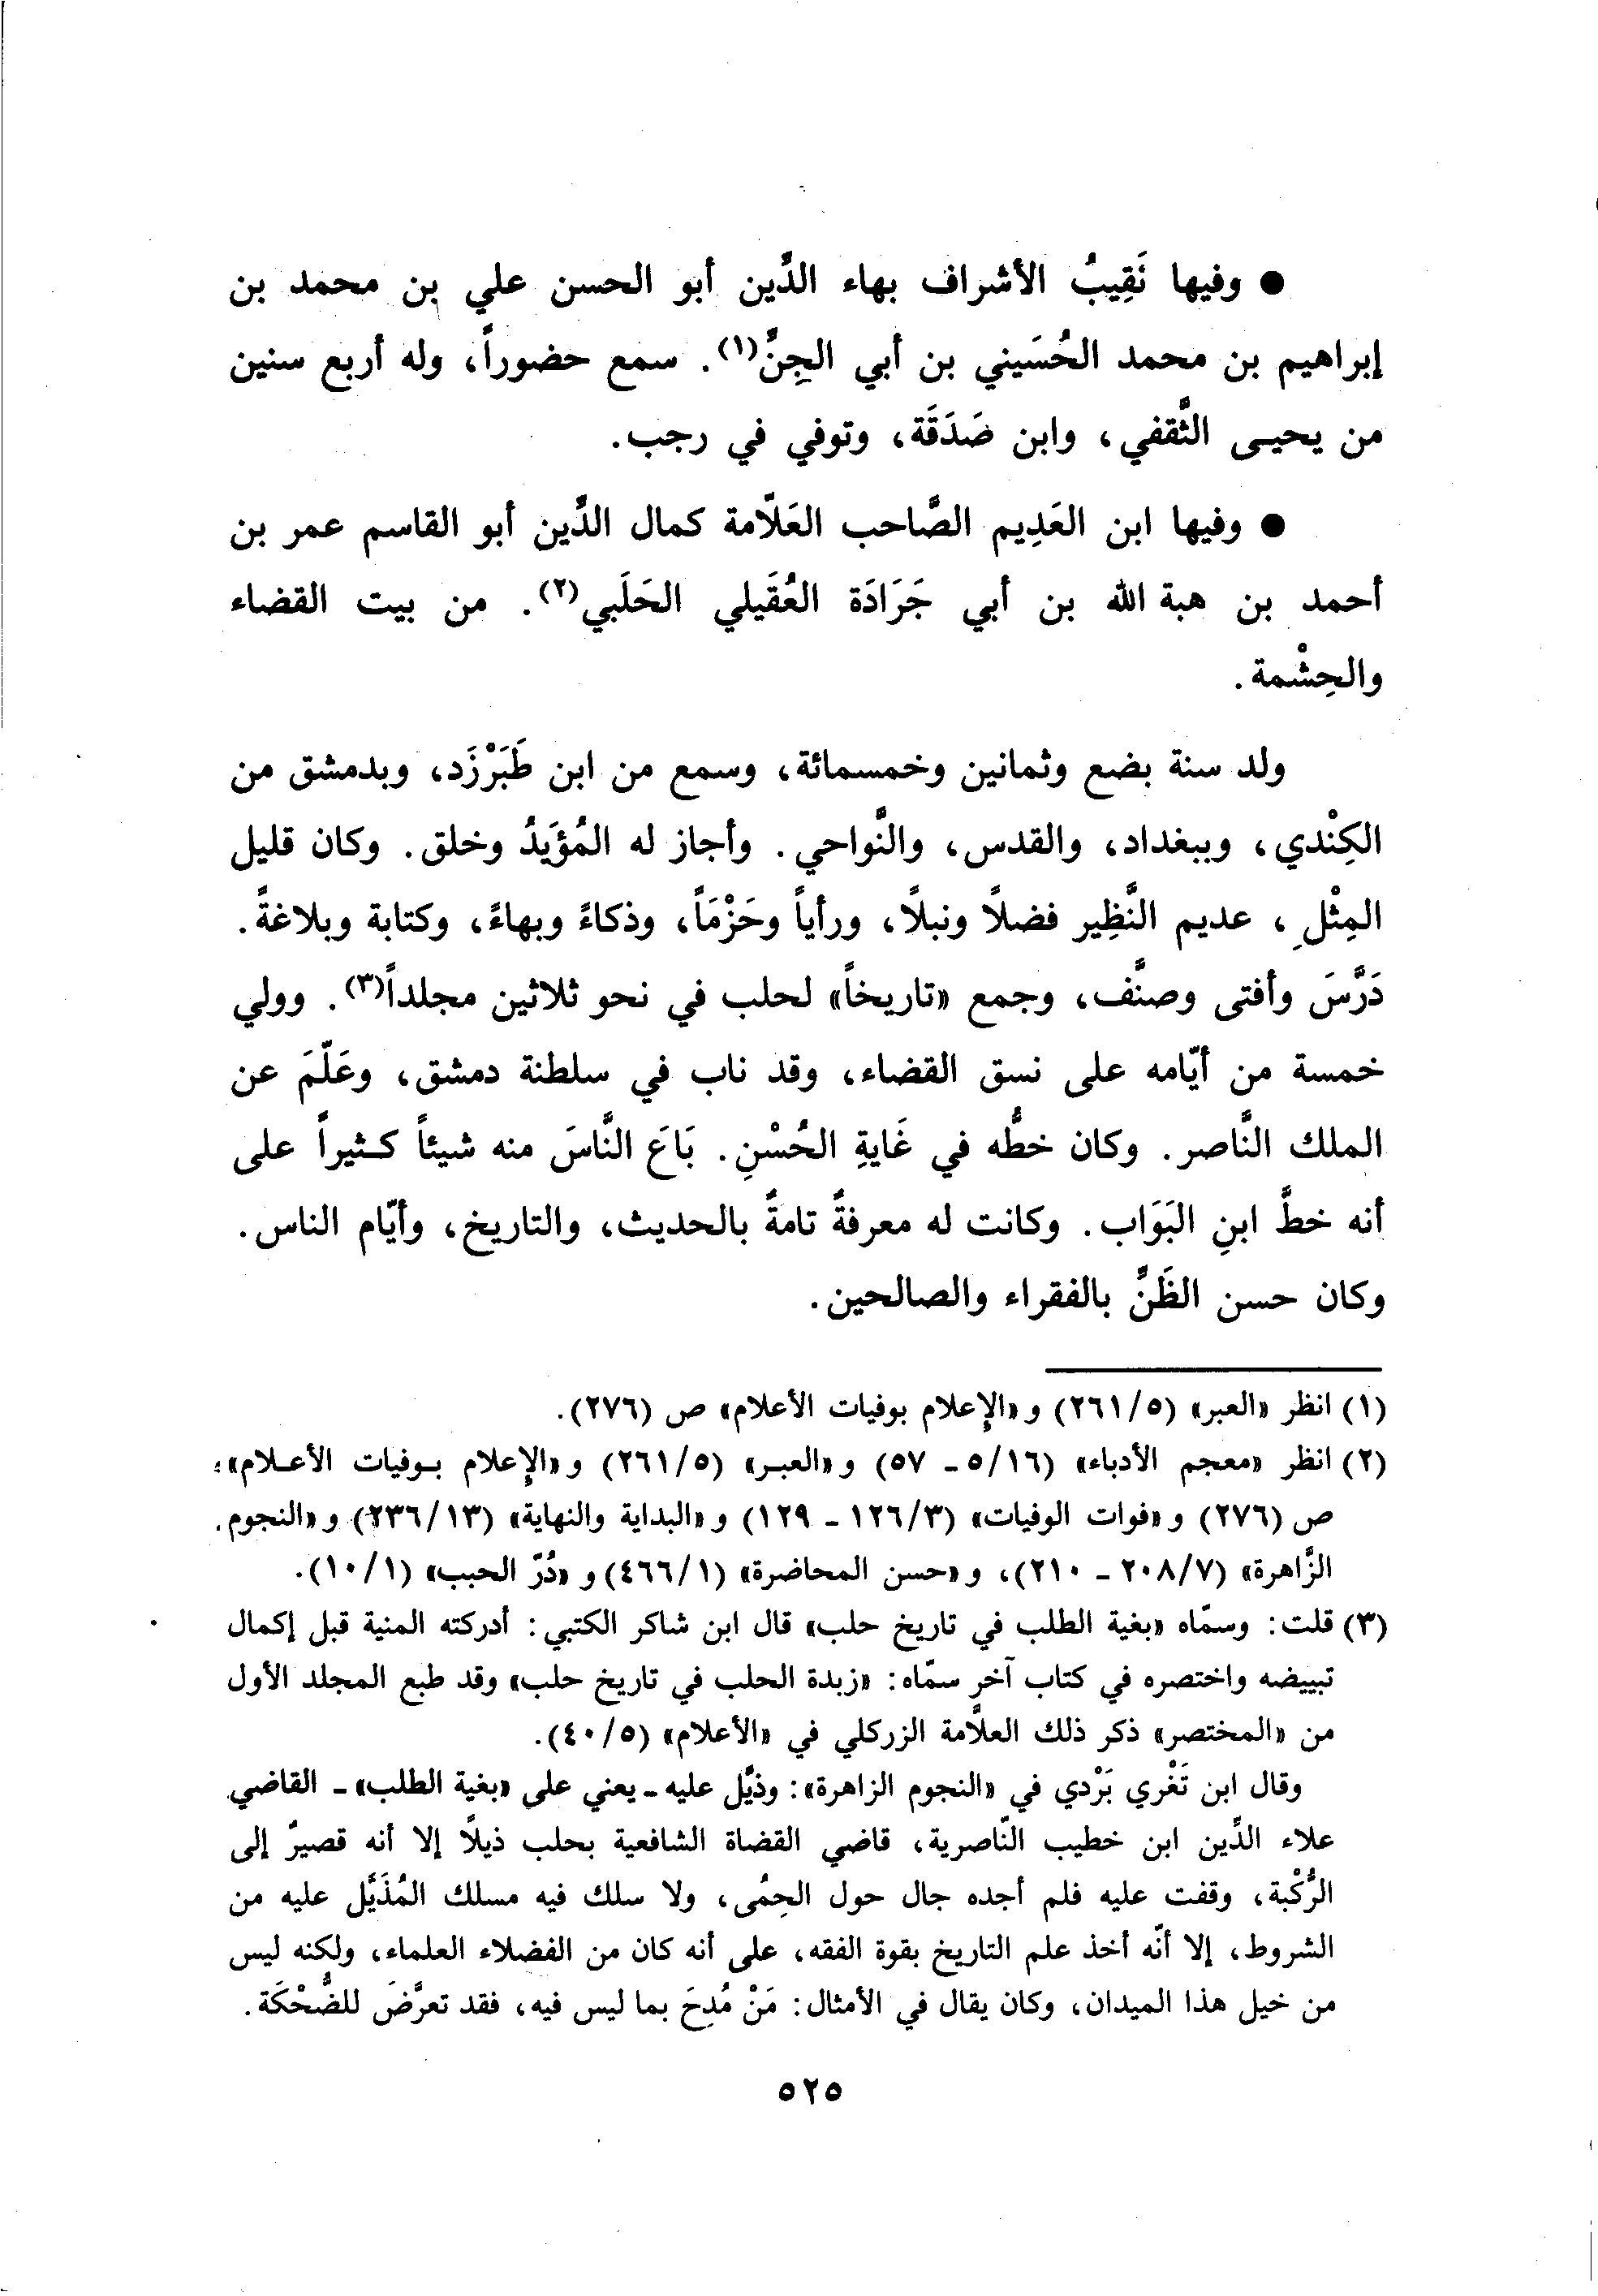 ● وفيها نَقِيبُ الأشراف بهاء الدِّين أبو الحسن علي بن محمد بن
إبراهيم بن محمد الحُسَيني بن أبي الجِنِّ(١). سمع حضوراً، وله أربع سنين
من يحيى الثَّقفي، وابن صَدَقَة، وتوفي في رجب.
● وفيها ابن العَدِيم الصَّاحب العَلاّمة كمال الدِّين أبو القاسم عمر بن
أحمد بن هبة الله بن أبي جَرَادَة العُقَيلي الحَلَبي(٢). من بيت القضاء
والحِشْمة.
ولد سنة بضع وثمانين وخمسمائة، وسمع من ابن طَبَرْزَد، وبدمشق من
الكِنْدي، وببغداد، والقدس، والنَّواحي. وأجاز له المُؤَيَدُ وخلق. وكان قليل
المِثْلِ، عديم النَّظِير فضلاً ونبلاً، ورأياً وحَزْمَاً، وذكاءً وبهاءً، وكتابة وبلاغةً.
دَرَّسَ وأفتى وصنَّف، وجمع «تاريخاً» لحلب في نحو ثلاثين مجلداً(٣). وولي
خمسة من أيّامه على نسق القضاء، وقد ناب في سلطنة دمشق، وعَلّمَ عن
الملك النَّاصر. وكان خطُّه في غَايةِ الحُسْنِ. بَاعَ النَّاسَ منه شيئاً كثيراً على
أنه خطَّ ابنِ البَوَاب. وكانت له معرفةٌ تامةٌ بالحديث، والتاريخ، وأيّام الناس.
وكان حسن الظَنِّ بالفقراء والصالحين.
(١) انظر «العبر» (٥/٢٦١) و«الإعلام بوفيات الأعلام» ص (٢٧٦).
(٢) انظر «معجم الأدباء» (١٦/٥ - ٥٧) و«العبر» (٥/٢٦١) و«الإعلام بوفيات الأعلام»
ص (٢٧٦) و«فوات الوفيات» (٣/١٢٦ - ١٢٩) و«البداية والنهاية» (١٣/٢٣٦) و«النجوم
الزَّاهرة» (٧/٢٠٨ - ٢١٠)، و«حسن المحاضرة» (١/٤٦٦) و«دُرّ الحبب» (١/١٠).
(٣) قلت: وسمّاه «بغية الطلب في تاريخ حلب» قال ابن شاكر الكتبي: أدركته المنية قبل إكمال
تبييضه واختصره في كتاب آخر سمّاه: «زبدة الحلب في تاريخ حلب» وقد طبع المجلد الأول
من «المختصر» ذكر ذلك العلاَّمة الزركلي في «الأعلام» (٥/٤٠).
وقال ابن تَغْري بَرْدي في «النجوم الزاهرة»: وذيَّل عليه - يعني على «بغية الطلب» - القاضي
علاء الدِّين ابن خطيب النّاصرية، قاضي القضاة الشافعية بحلب ذيلاً إلا أنه قصيرٌ إلى
الرُّكْبة، وقفت عليه فلم أجده جال حول الحِمُى، ولا سلك فيه مسلك المُذَيَّل عليه من
الشروط، إلا أنّه أخذ علم التاريخ بقوة الفقه، على أنه كان من الفضلاء العلماء، ولكنه ليس
من خيل هذا الميدان، وكان يقال في الأمثال: مَنْ مُدِحَ بما ليس فيه، فقد تعرَّضَ للضُّحْكَة.
٥٢٥